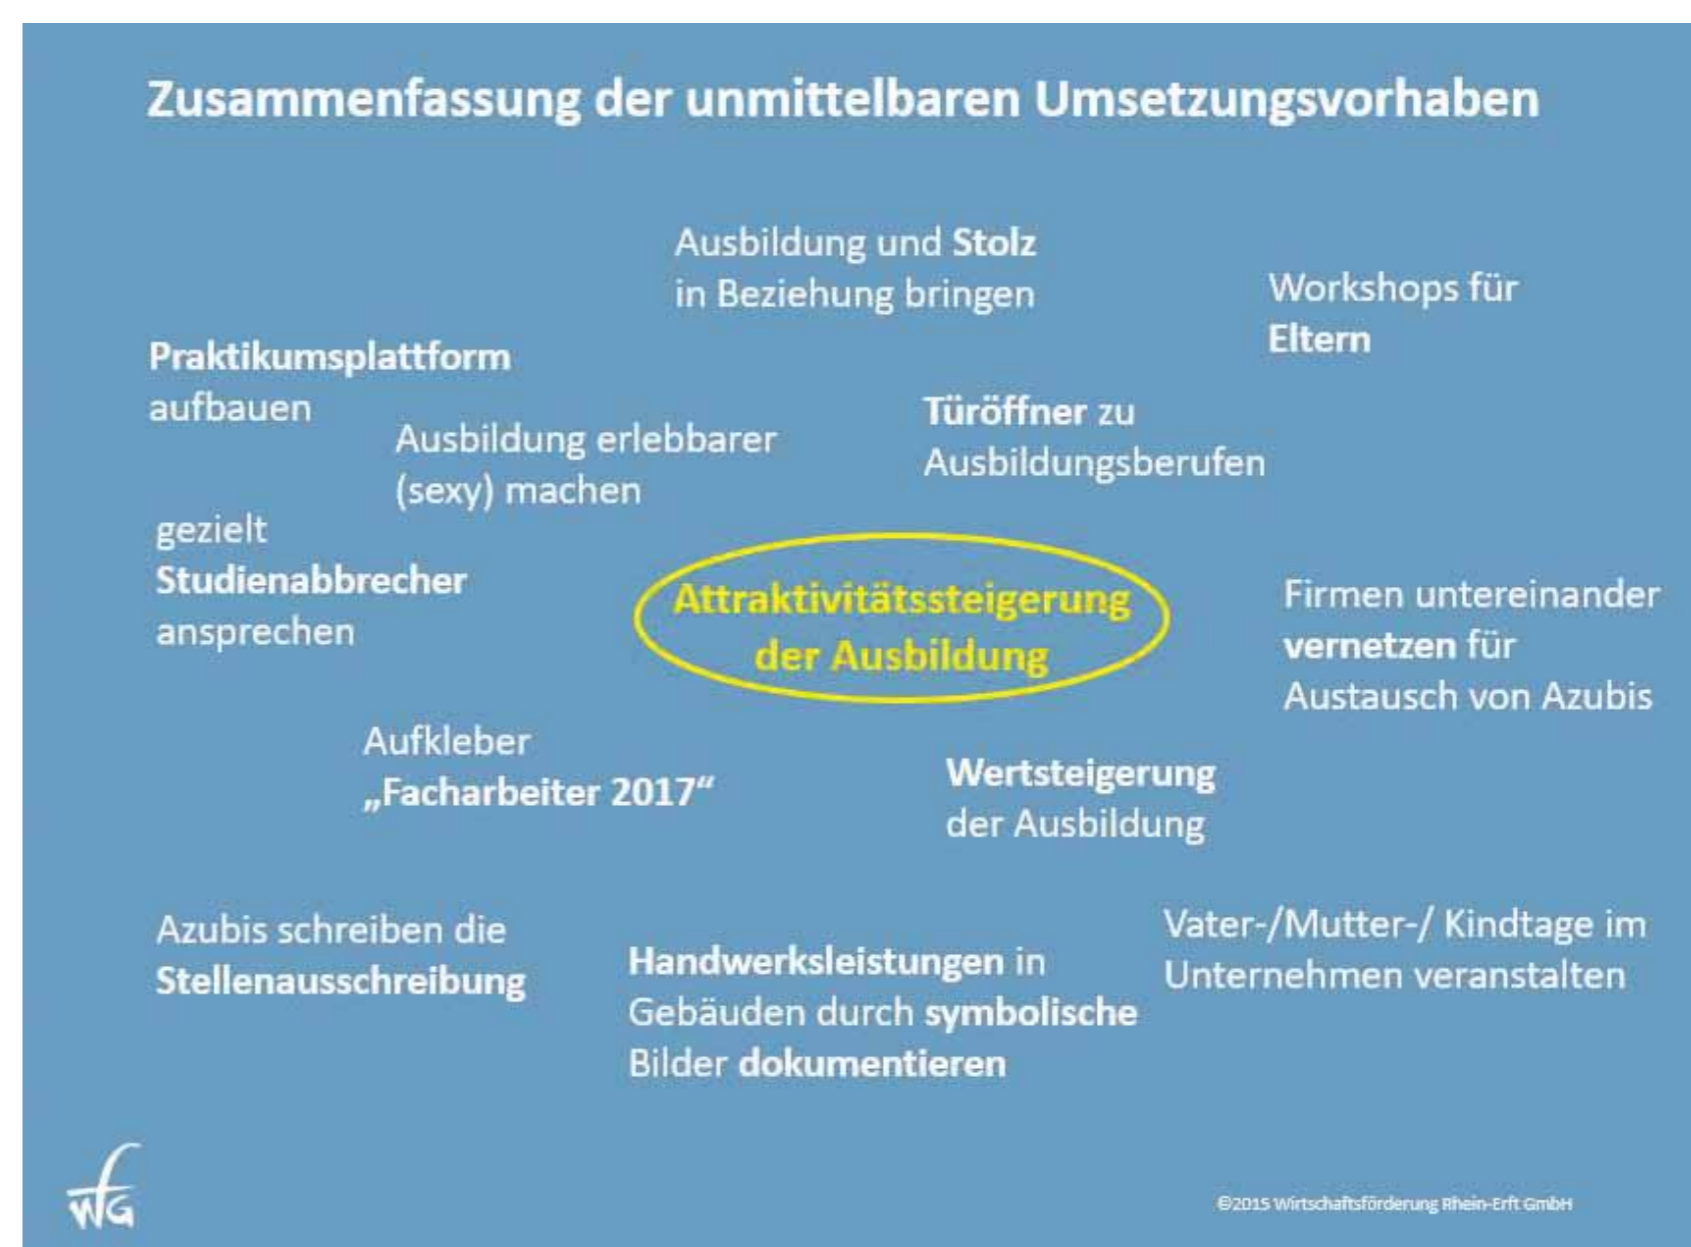 Zusammenfassung der unmittelbaren Umsetzungsvorhaben
Ausbildung und Stolz
in Beziehung bringen
Workshops für
Eltern
Praktikumsplattform
aufbauen
Ausbildung erlebbarer
(sexy) machen
Türöffner zu
Ausbildungsberufen
gezielt
Studienabbrecher
ansprechen
Attraktivitätssteigerung
der Ausbildung
Firmen untereinander
vernetzen für
Austausch von Azubis
Aufkleber
„Facharbeiter 2017“
Wertsteigerung
der Ausbildung
Azubis schreiben die
Stellenausschreibung
Handwerksleistungen in
Gebäuden durch symbolische
Bilder dokumentieren
Vater-/Mutter-/ Kindtage im
Unternehmen veranstalten
WfG
©2015 Wirtschaftsförderung Rhein-Erft GmbH